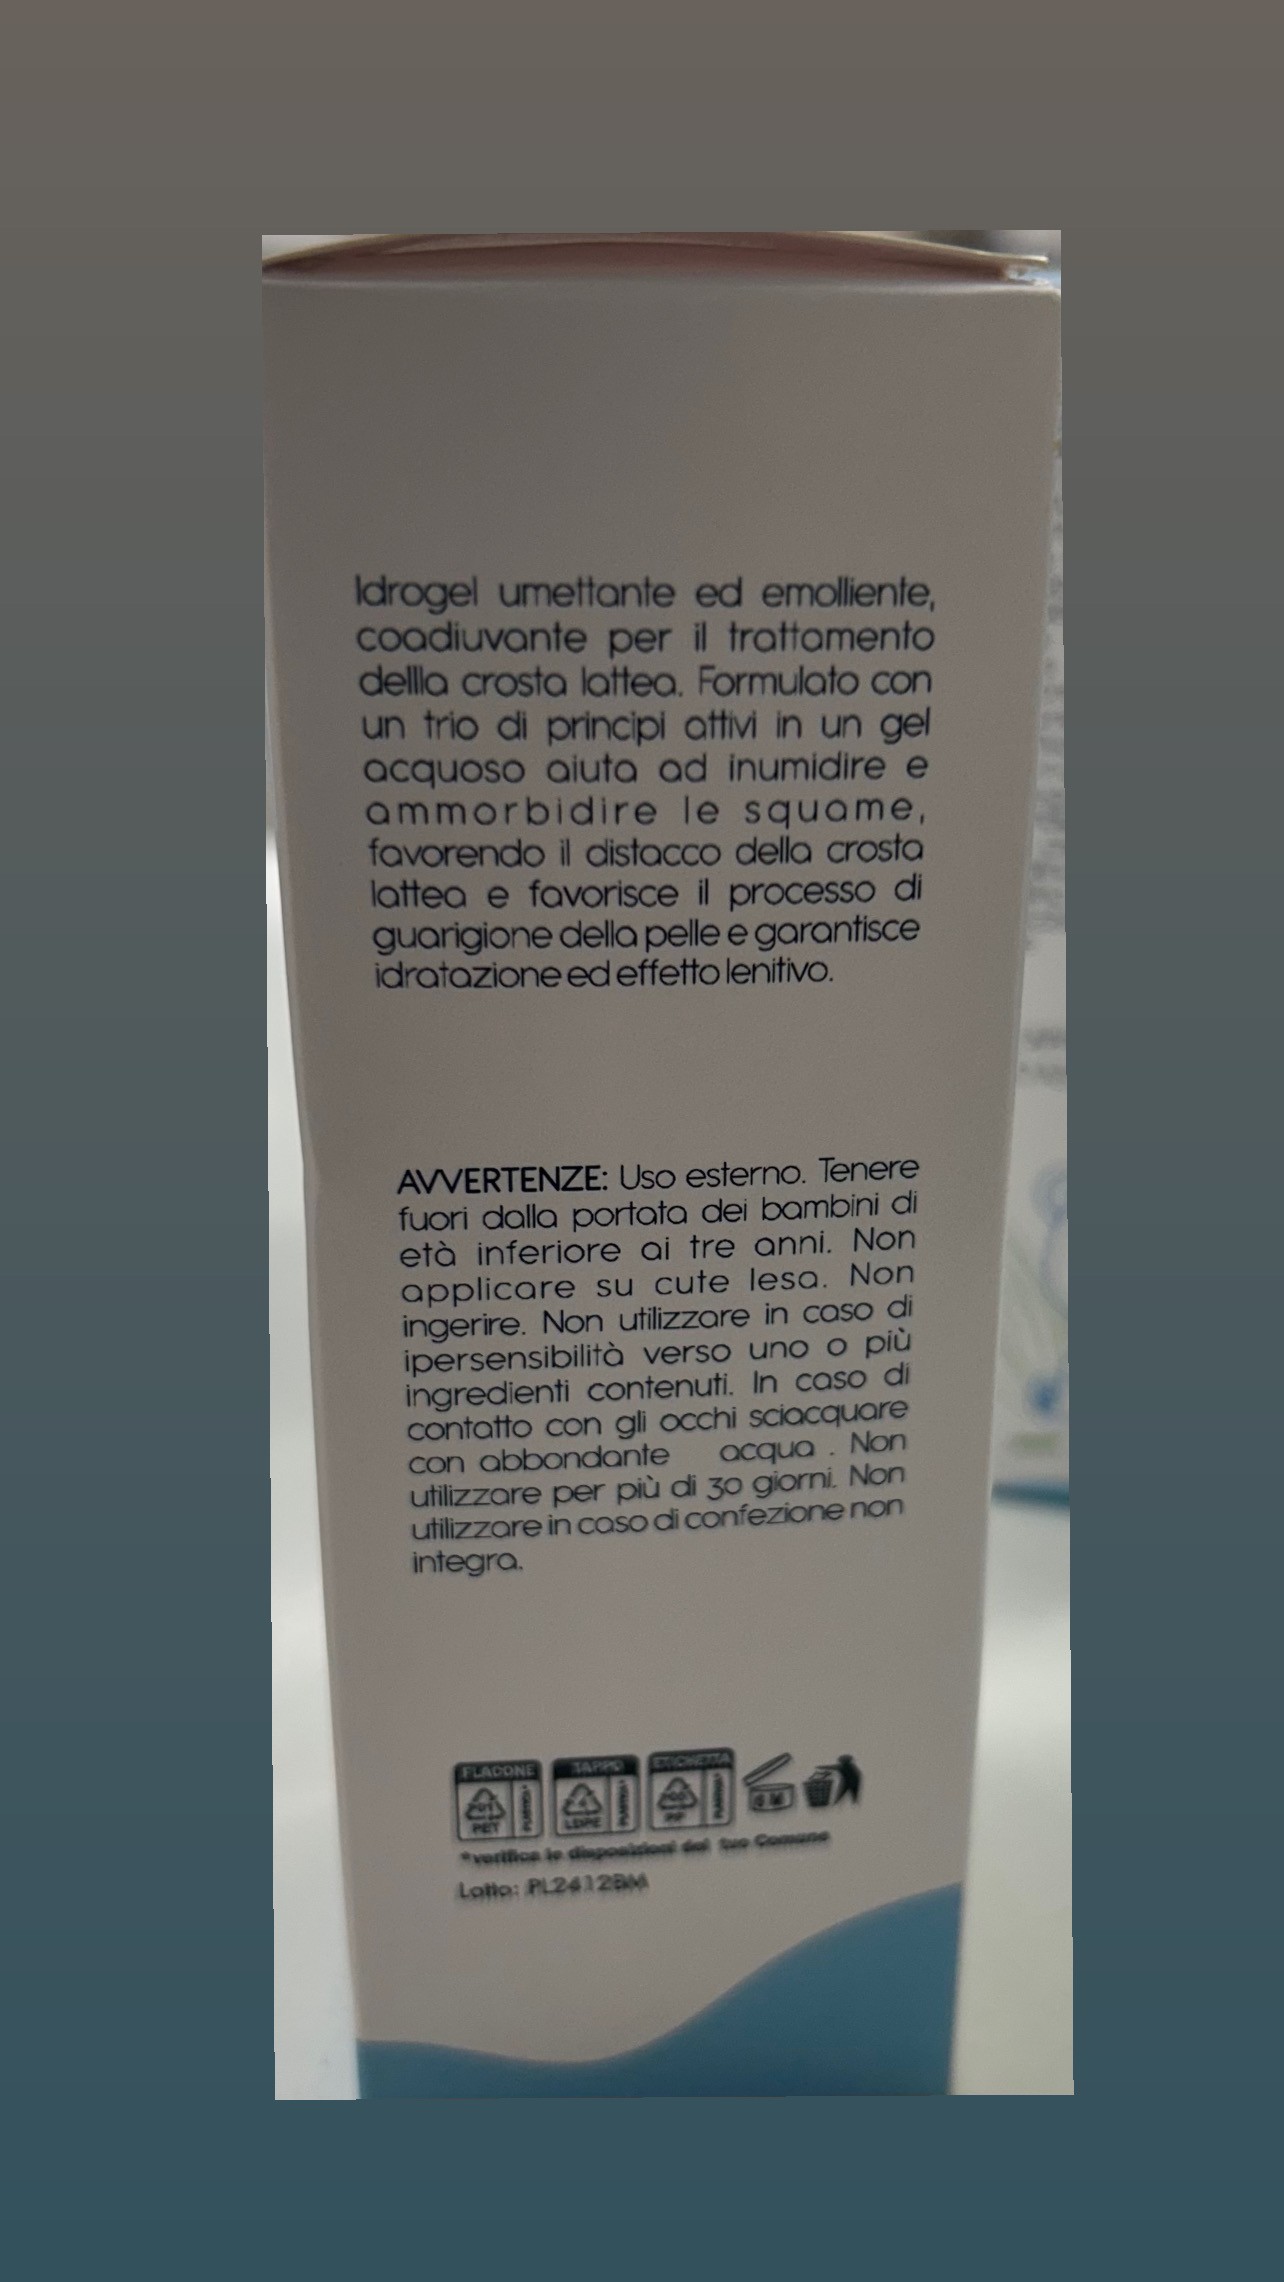 Idrogel umettante ed emolliente,
coadiuvante per il trattamento
dellla crosta lattea. Formulato con
un trio di principi attivi in un gel
acquoso aiuta ad inumidire e
ammorbidire le squame,
favorendo il distacco della crosta
lattea e favorisce il processo di
guarigione della pelle e garantisce
idratazione ed effetto lenitivo.
AVVERTENZE: Uso esterno. Tenere
fuori dalla portata dei bambini di
età inferiore ai tre anni. Non
applicare su cute lesa. Non
ingerire. Non utilizzare in caso di
ipersensibilità verso uno o più
ingredienti contenuti. In caso di
contatto con gli occhi sciacquare
con abbondante acqua . Non
utilizzare per più di 30 giorni. Non
utilizzare in caso di confezione non
integra.
FLACONE TAPPO ETICHETTA
PET LDPE PP
*verifica le disposizioni del tuo Comune
Lotto: PL2412BM